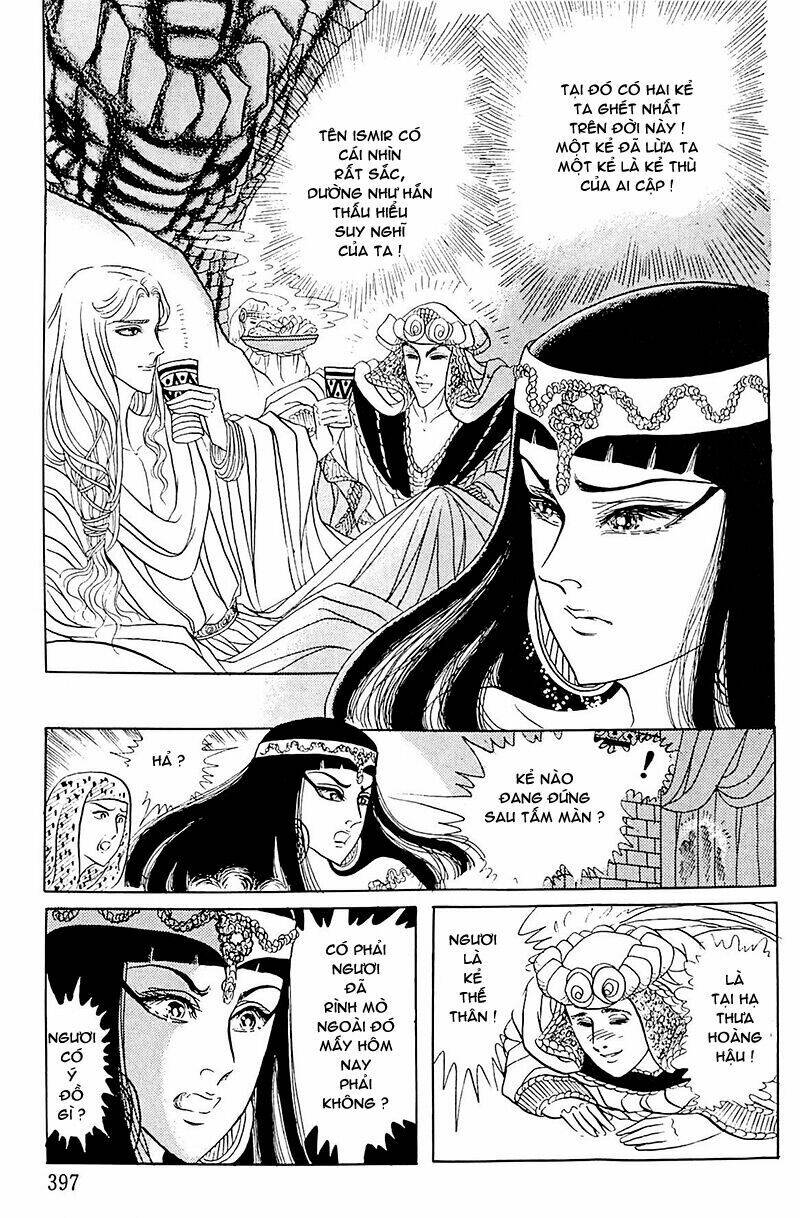 TẠI ĐÓ CÓ HAI KẺ
TA GHÉT NHẤT
TRÊN ĐỜI NÀY !
MỘT KẺ ĐÃ LỪA TA
MỘT KẺ LÀ KẺ THÙ
CỦA AI CẬP !
TÊN ISMIR CÓ
CÁI NHÌN
RẤT SẮC,
DƯỜNG NHƯ HẮN
THẤU HIỂU
SUY NGHĨ
CỦA TA !
HẢ ?
KẺ NÀO
ĐANG ĐỨNG
SAU TẤM MÀN ?
!
CÓ PHẢI
NGƯƠI
ĐÃ
RÌNH MÒ
NGOÀI ĐÓ
MẤY HÔM
NAY
PHẢI
KHÔNG ?
NGƯƠI
CÓ
Ý
ĐỒ
GÌ ?
NGƯƠI
LÀ
KẺ
THẾ
THÂN !
LÀ
TẠI HẠ
THƯA
HOÀNG
HẬU !
397